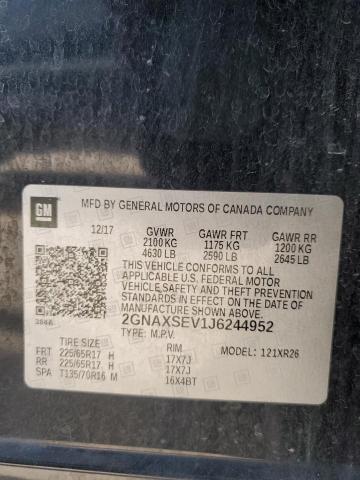 GM
MFD BY GENERAL MOTORS OF CANADA COMPANY
12/17 GVWR GAWR FRT GAWR RR
2100 KG 1175 KG 1200 KG
4630 LB 2590 LB 2645 LB
THIS VEHICLE CONFORMS TO ALL APPLICABLE
U.S. FEDERAL MOTOR
VEHICLE SAFETY AND THEFT PREVENTION
STANDARDS IN EFFECT ON THE DATE OF
MANUFACTURE SHOWN ABOVE.
2GNAXSEV1J6244952
TYPE: M.P.V.
TIRE SIZE RIM MODEL: 121XR26
FRT 225/65R17 H 17X7J
RR 225/65R17 H 17X7J
SPA T135/70R16 M 16X4BT